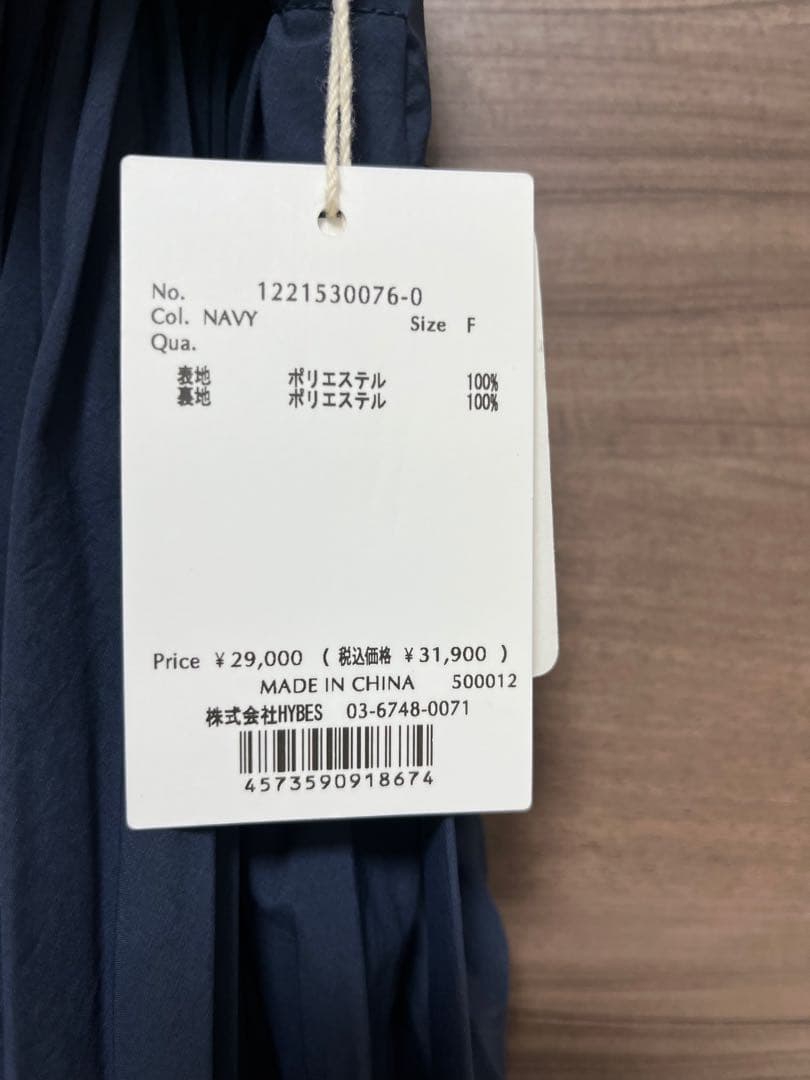 No. 1221530076-0
Col. NAVY Size F
Qua.
表地 ポリエステル 100%
裏地 ポリエステル 100%
Price ¥29,000 ( 税込価格 ¥31,900 )
MADE IN CHINA 500012
株式会社HYBES 03-6748-0071
4573590918674